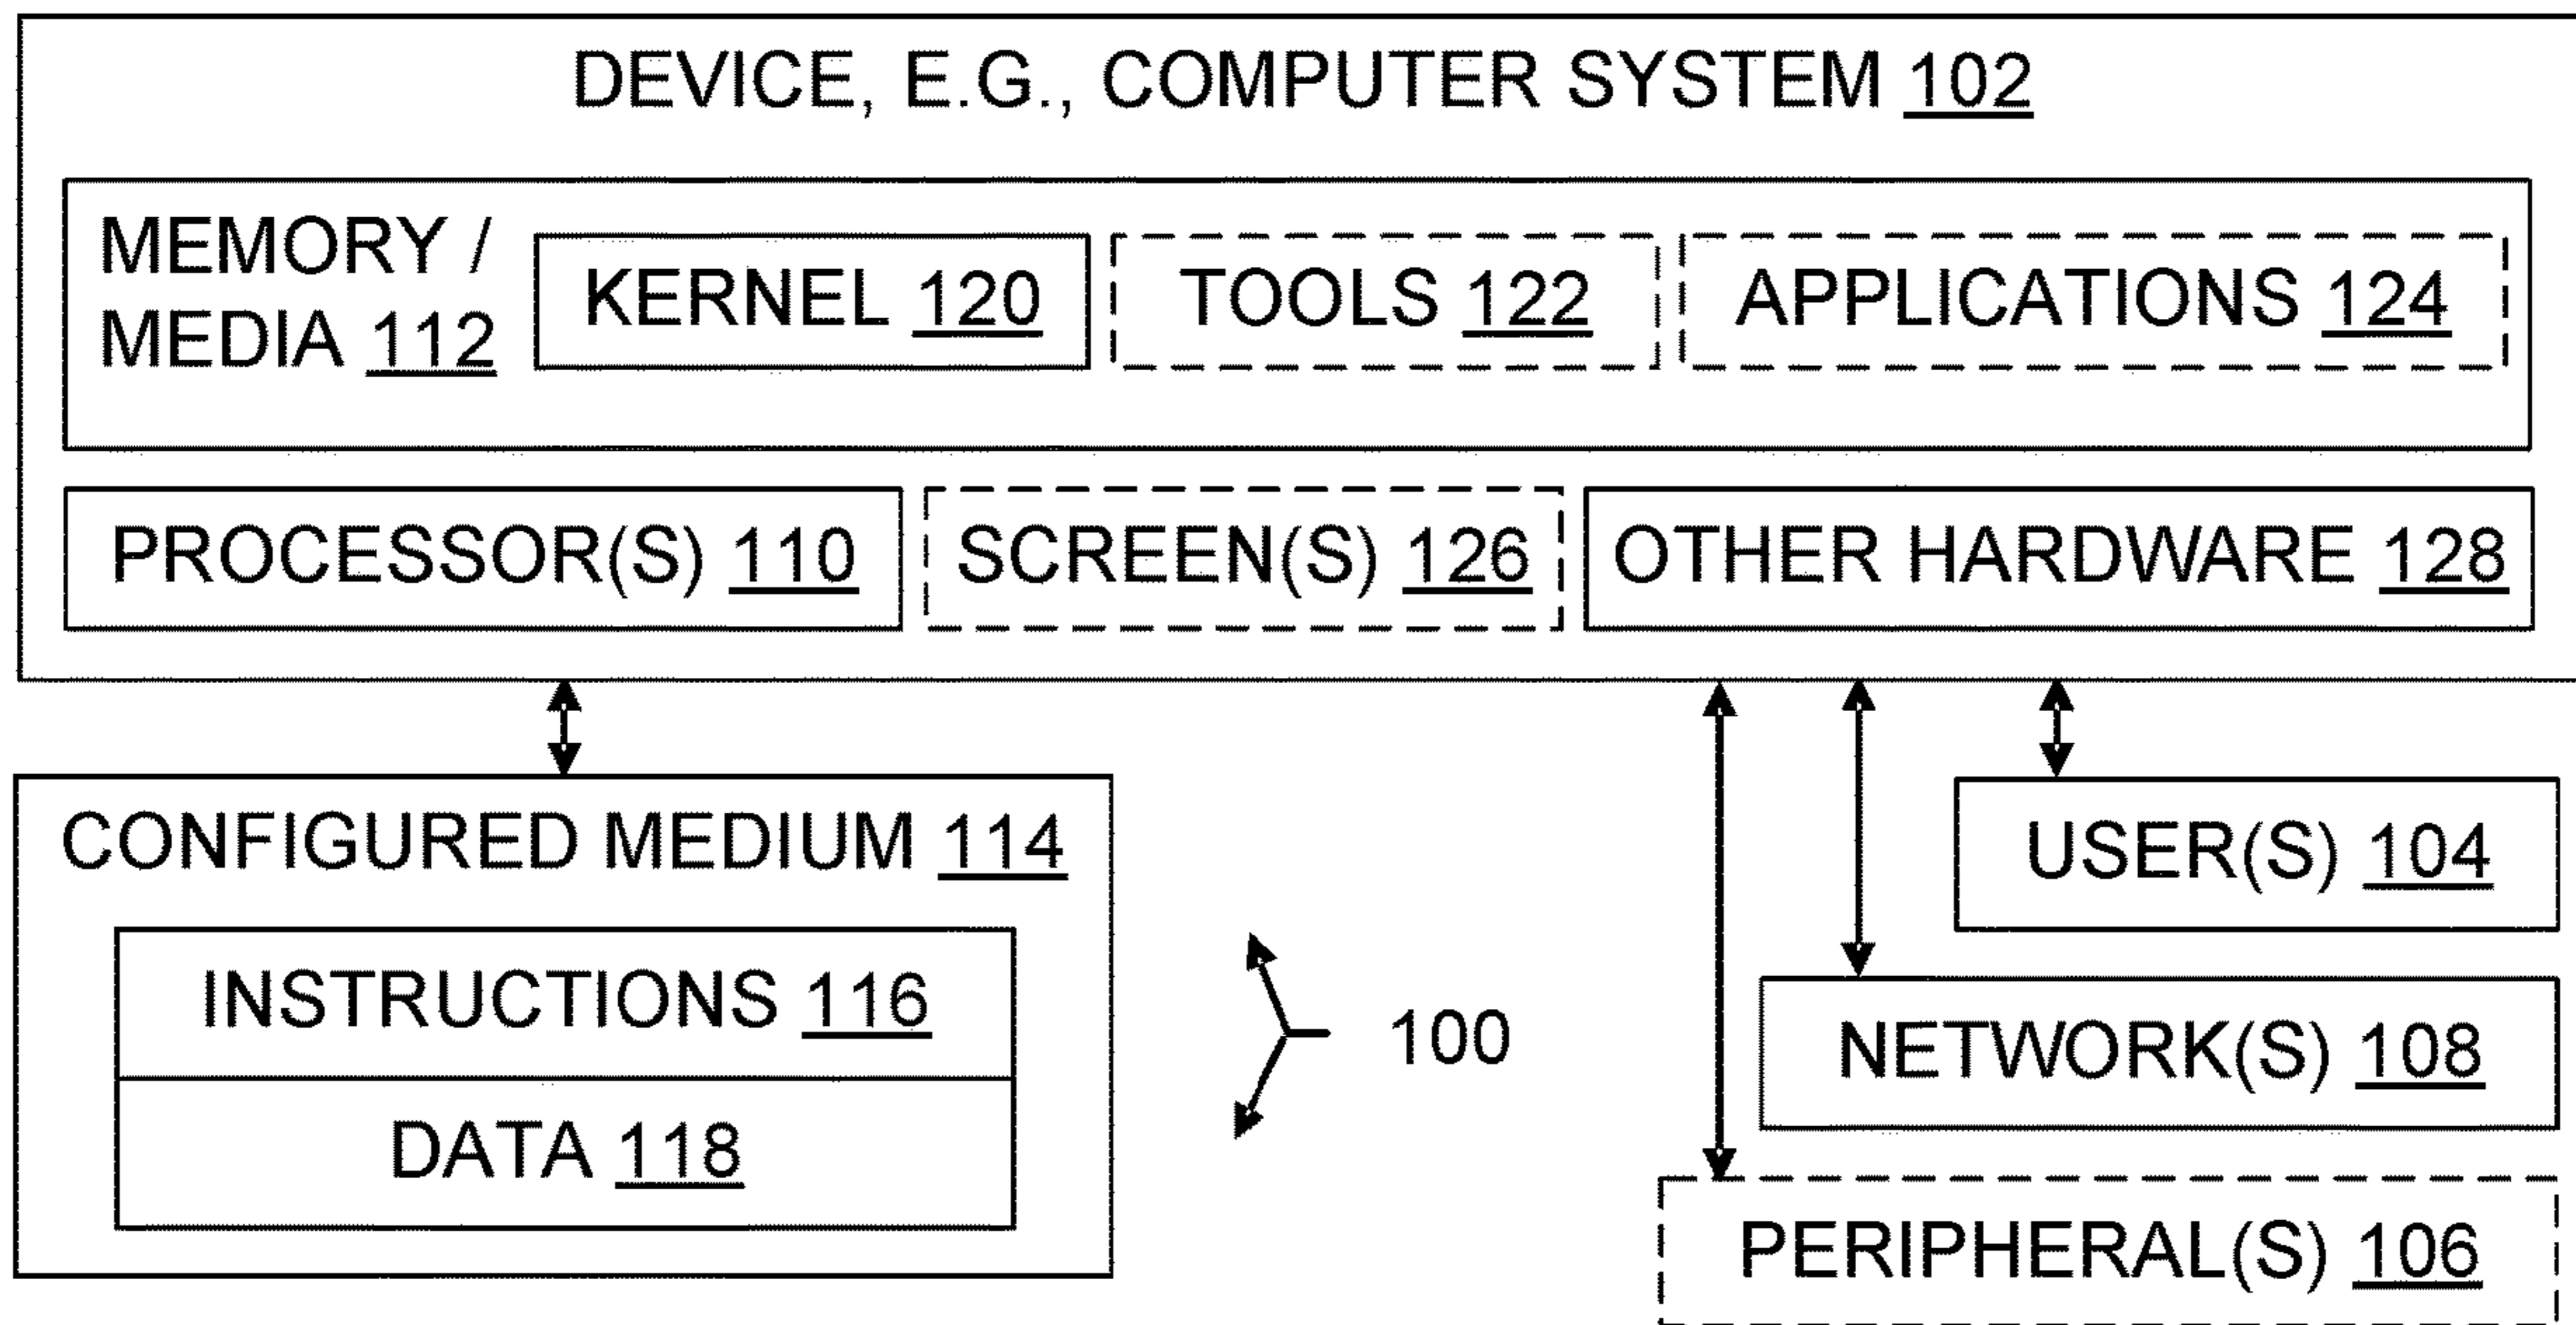 DEVICE, E.G., COMPUTER SYSTEM 102
MEMORY /
MEDIA 112
KERNEL 120
TOOLS 122
APPLICATIONS 124
PROCESSOR(S) 110
SCREEN(S) 126
OTHER HARDWARE 128
CONFIGURED MEDIUM 114
INSTRUCTIONS 116
DATA 118
100
USER(S) 104
NETWORK(S) 108
PERIPHERAL(S) 106